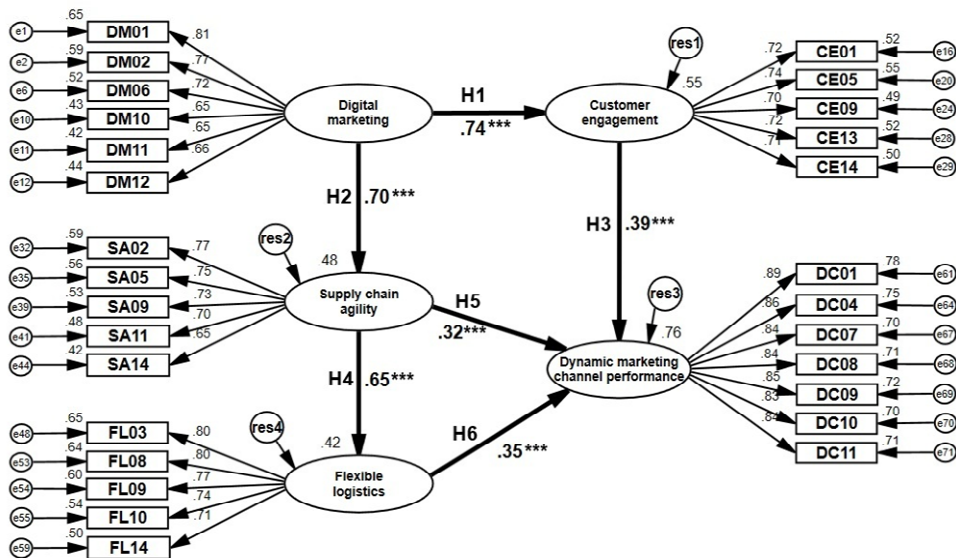 e1
.65
DM01
.81
e2
.59
DM02
.77
e6
.52
DM06
.72
e10
.43
DM10
.65
e11
.42
DM11
.65
e12
.44
DM12
.66
Digital
marketing
H1
.74***
res1
.55
Customer
engagement
.72
CE01
.52
e16
.74
CE05
.55
e20
.70
CE09
.49
e24
.72
CE13
.52
e28
.71
CE14
.50
e29
H2
.70***
H3
.39***
e32
.59
SA02
.77
e35
.56
SA05
.75
e39
.53
SA09
.73
e41
.48
SA11
.70
e44
.42
SA14
.65
res2
.48
Supply chain
agility
H5
.32***
res3
.76
Dynamic marketing
channel performance
.89
DC01
.78
e61
.86
DC04
.75
e64
.84
DC07
.70
e67
.84
DC08
.71
e68
.85
DC09
.72
e69
.83
DC10
.70
e70
.84
DC11
.71
e71
H4
.65***
e48
.65
FL03
.80
e53
.64
FL08
.80
e54
.60
FL09
.77
e55
.54
FL10
.74
e59
.50
FL14
.71
res4
.42
Flexible
logistics
H6
.35***